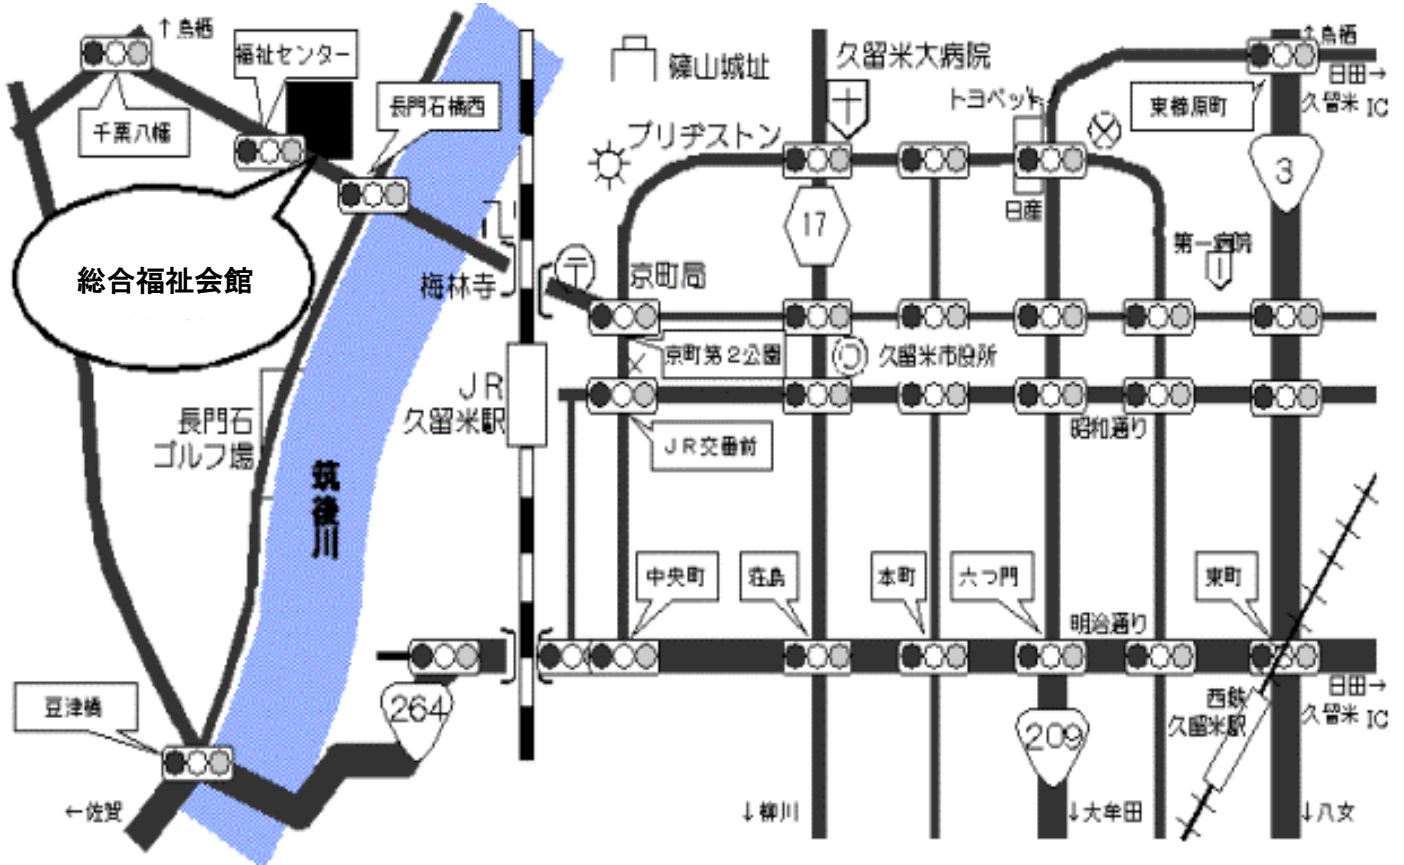 ↑鳥栖
福祉センター
千栗八幡
長門石橋西
総合福祉会館
梅林寺
篠山城址
久留米大病院
ブリヂストン
トヨペット
↑鳥栖
日田→
久留米 IC
東櫛原町
3
17
日産
第一病院
京町局
京町第2公園
久留米市役所
JR
久留米駅
JR交番前
昭和通り
長門石
ゴルフ場
筑後川
中央町
荘島
本町
六つ門
東町
明治通り
豆津橋
264
209
西鉄
久留米駅
日田→
久留米 IC
←佐賀
↓柳川
↓大牟田
↓八女